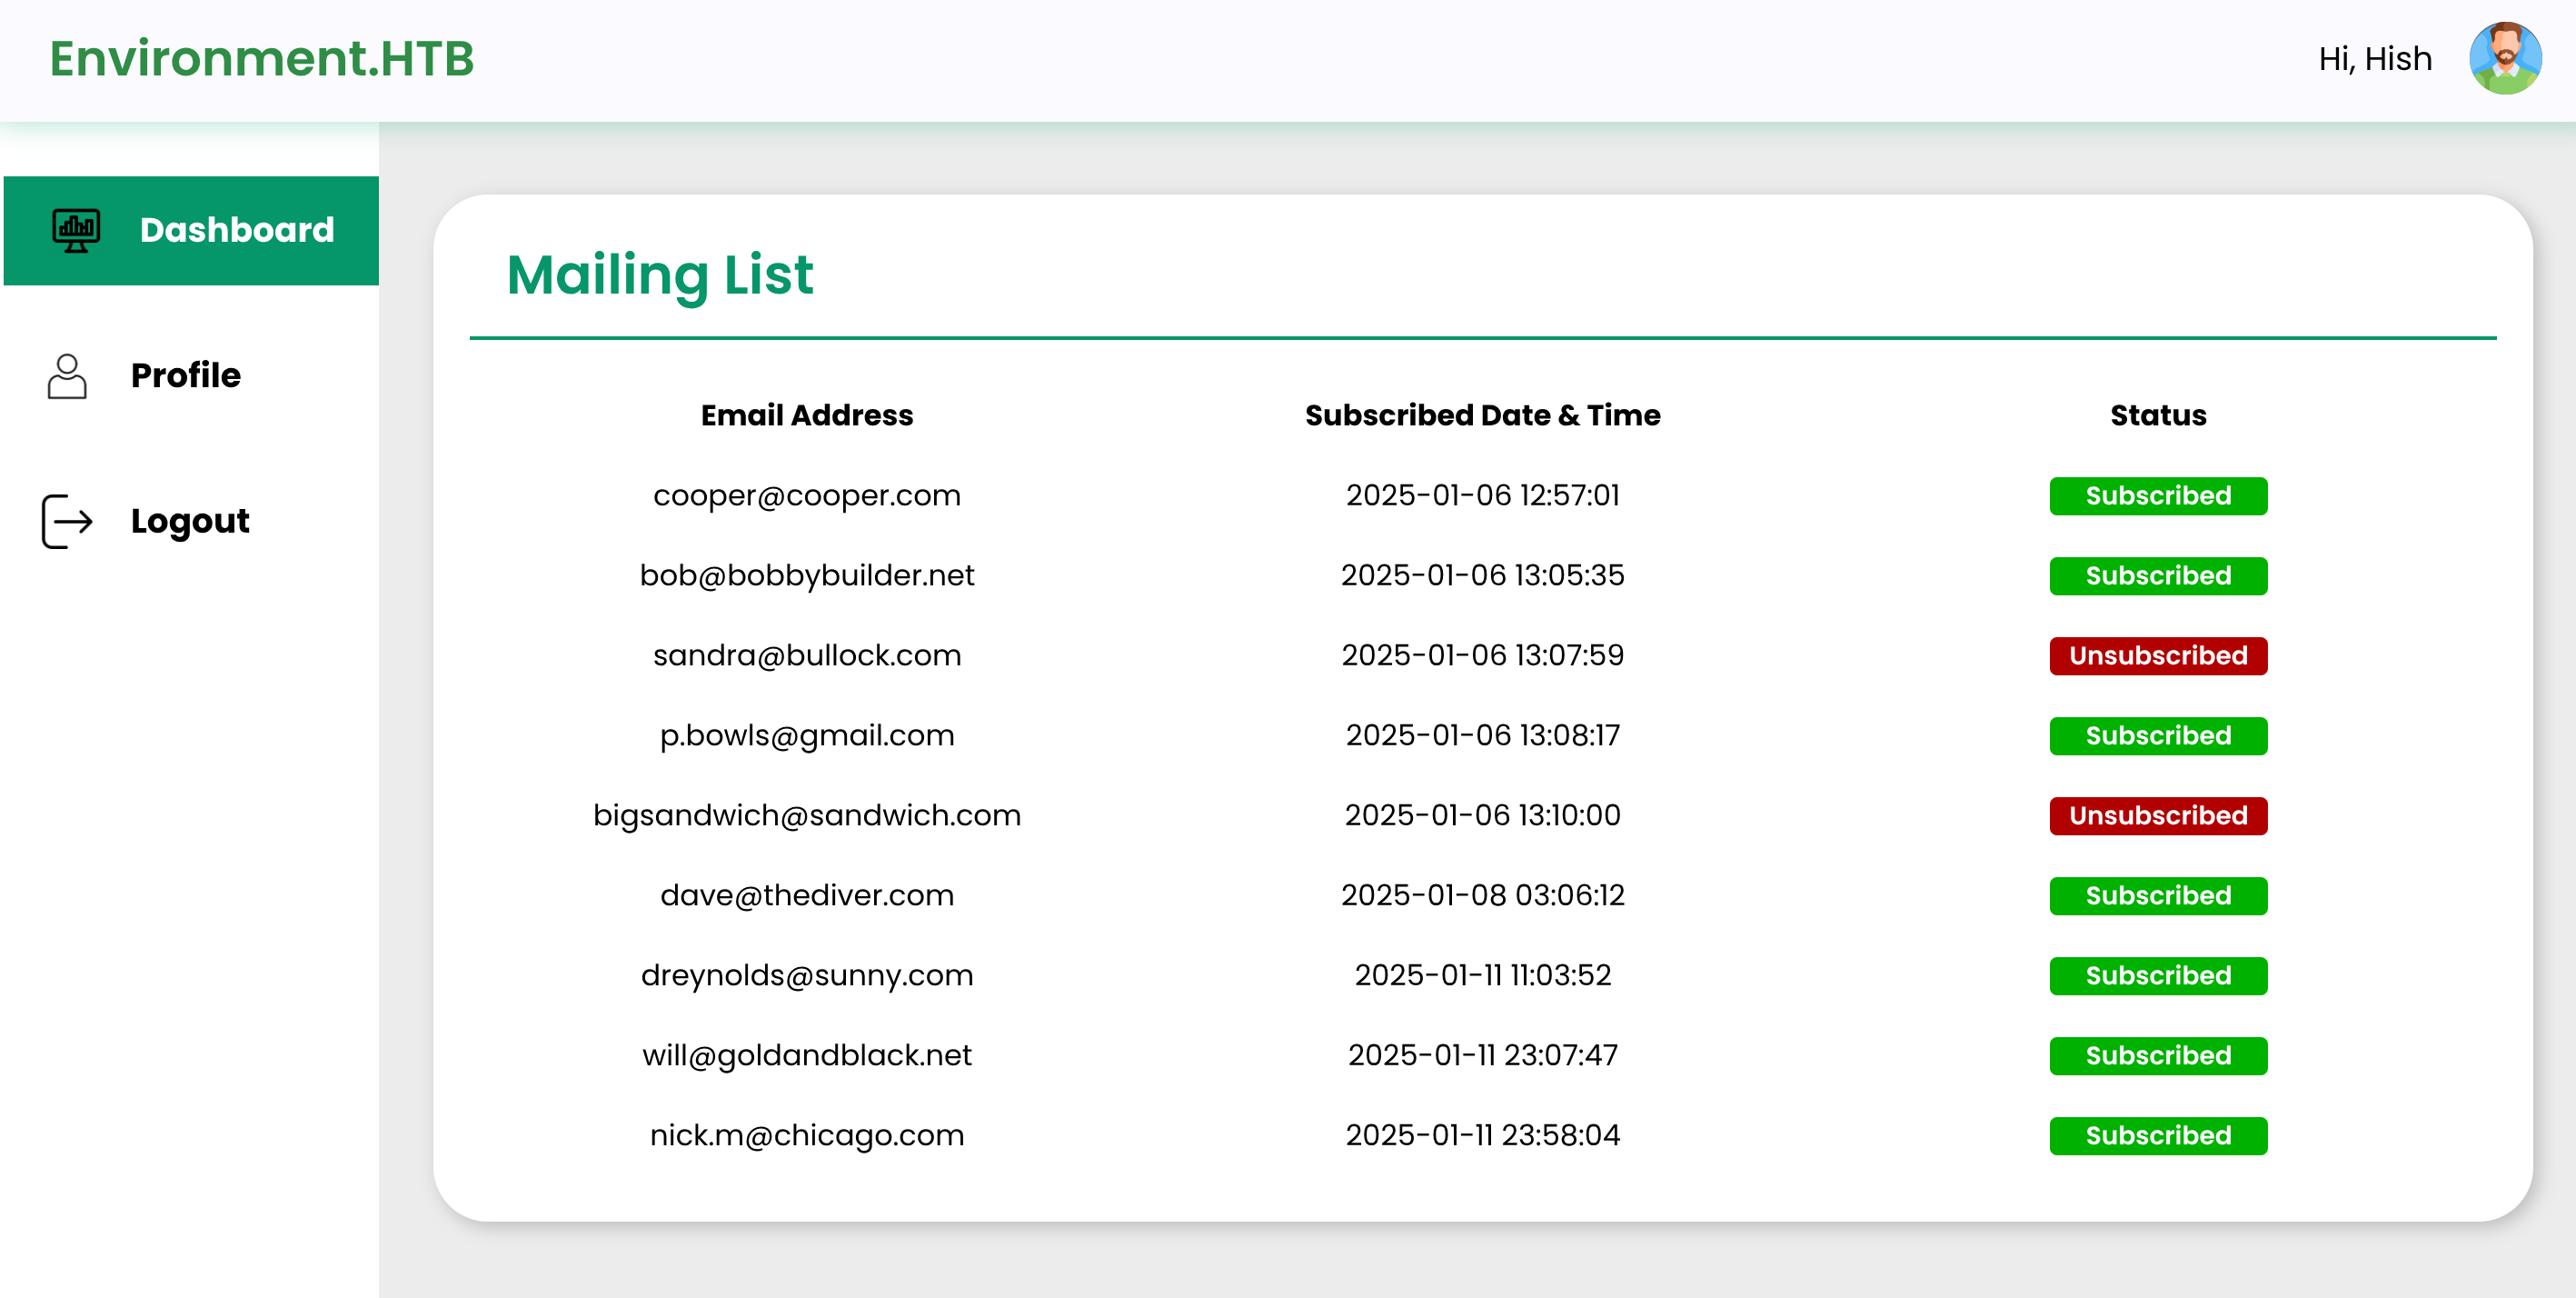 Environment.HTB
Hi, Hish
Dashboard
Profile
Logout
Mailing List
Email Address Subscribed Date & Time Status
cooper@cooper.com 2025-01-06 12:57:01 Subscribed
bob@bobbybuilder.net 2025-01-06 13:05:35 Subscribed
sandra@bullock.com 2025-01-06 13:07:59 Unsubscribed
p.bowls@gmail.com 2025-01-06 13:08:17 Subscribed
bigsandwich@sandwich.com 2025-01-06 13:10:00 Unsubscribed
dave@thediver.com 2025-01-08 03:06:12 Subscribed
dreynolds@sunny.com 2025-01-11 11:03:52 Subscribed
will@goldandblack.net 2025-01-11 23:07:47 Subscribed
nick.m@chicago.com 2025-01-11 23:58:04 Subscribed